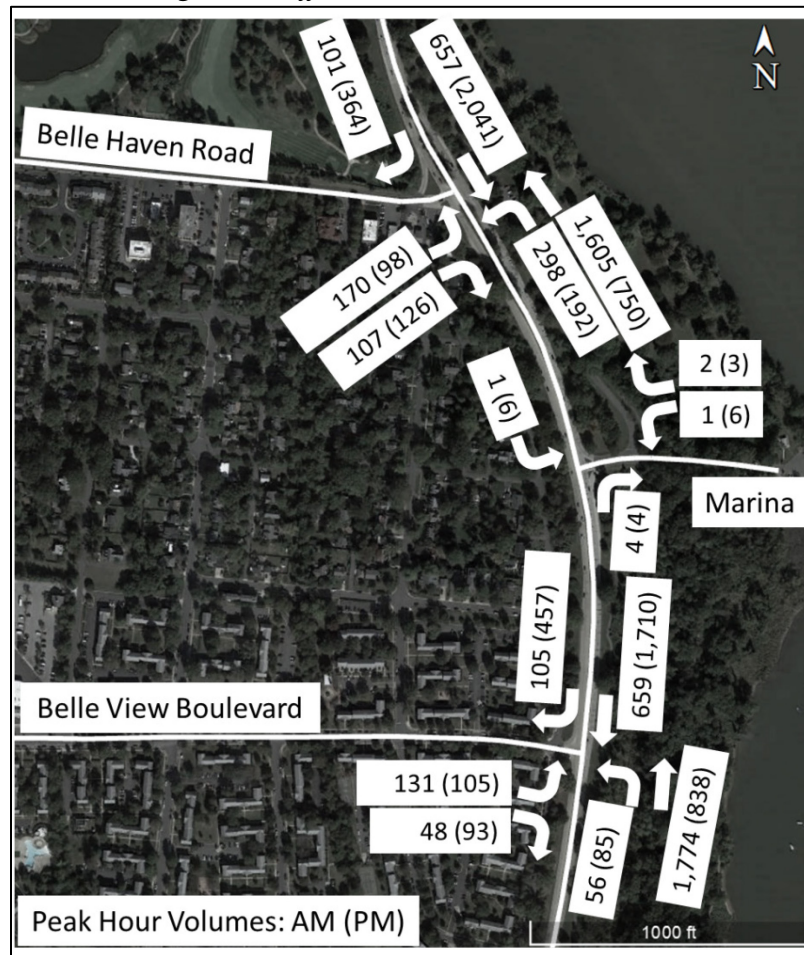 101 (364)
657 (2,041)
N
Belle Haven Road
1,605 (750)
298 (192)
170 (98)
107 (126)
2 (3)
1 (6)
1 (6)
Marina
4 (4)
105 (457)
659 (1,710)
Belle View Boulevard
131 (105)
48 (93)
56 (85)
1,774 (838)
Peak Hour Volumes: AM (PM)
1000 ft